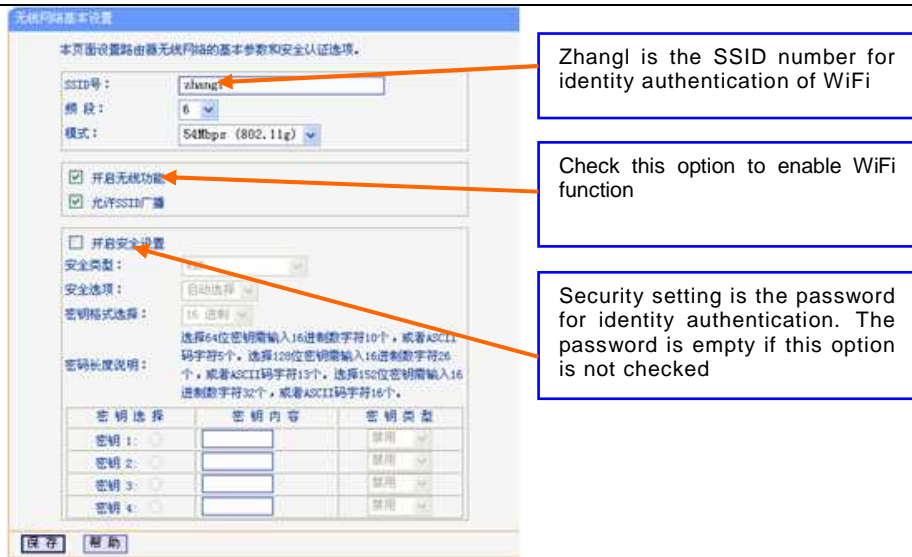 无线网络基本设置
本页面设置路由器无线网络的基本参数和安全认证选项。
SSID号：
zhangl
频 段：
6
模式：
54Mbps (802.11g)
开启无线功能
允许SSID广播
开启安全设置
安全类型：
安全选项：
自动选择
密钥格式选择：
16 进制
密码长度说明：
选择64位密钥需输入16进制数字符10个，或者ASCII
码字符5个。选择128位密钥需输入16进制数字符26
个，或者ASCII码字符13个。选择152位密钥需输入16
进制数字符32个，或者ASCII码字符16个。
密 钥 选 择 密 钥 内 容 密 钥 类 型
密钥 1: 禁用
密钥 2: 禁用
密钥 3: 禁用
密钥 4: 禁用
保 存 帮 助
Zhangl is the SSID number for
identity authentication of WiFi
Check this option to enable WiFi
function
Security setting is the password
for identity authentication. The
password is empty if this option
is not checked